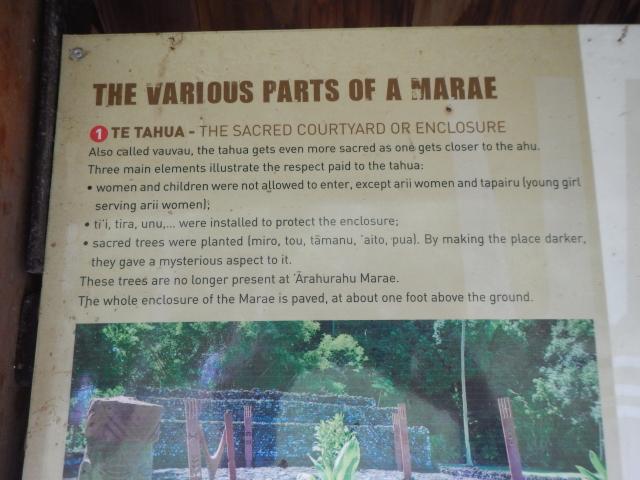 THE VARIOUS PARTS OF A MARAE
1 TE TAHUA - THE SACRED COURTYARD OR ENCLOSURE
Also called vauvau, the tahua gets even more sacred as one gets closer to the ahu.
Three main elements illustrate the respect paid to the tahua:
• women and children were not allowed to enter, except arii women and tapairu (young girl
serving arii women);
• ti'i, tira, unu,... were installed to protect the enclosure;
• sacred trees were planted (miro, tou, tāmanu, 'aito, pua). By making the place darker,
they gave a mysterious aspect to it.
These trees are no longer present at 'Ārahurahu Marae.
The whole enclosure of the Marae is paved, at about one foot above the ground.